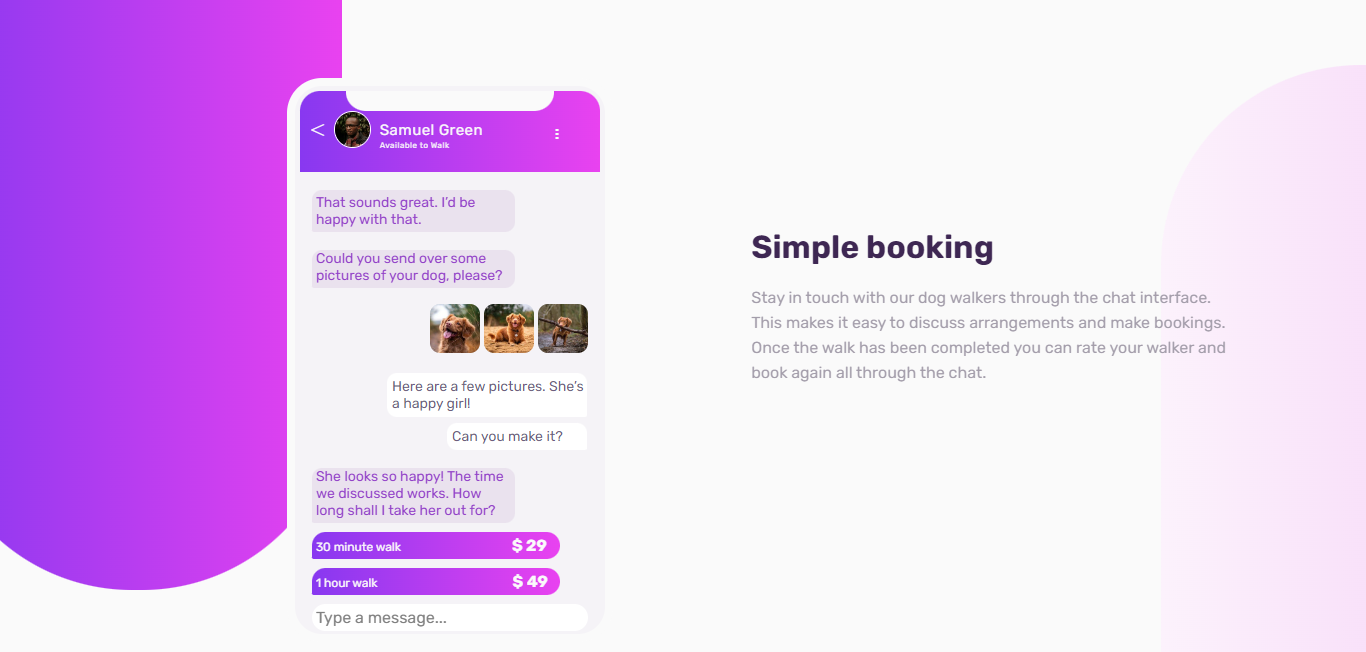 <
Samuel Green
Available to Walk
That sounds great. I'd be
happy with that.
Could you send over some
pictures of your dog, please?
Here are a few pictures. She's
a happy girl!
Can you make it?
She looks so happy! The time
we discussed works. How
long shall I take her out for?
30 minute walk $ 29
1 hour walk $ 49
Type a message...
Simple booking
Stay in touch with our dog walkers through the chat interface.
This makes it easy to discuss arrangements and make bookings.
Once the walk has been completed you can rate your walker and
book again all through the chat.